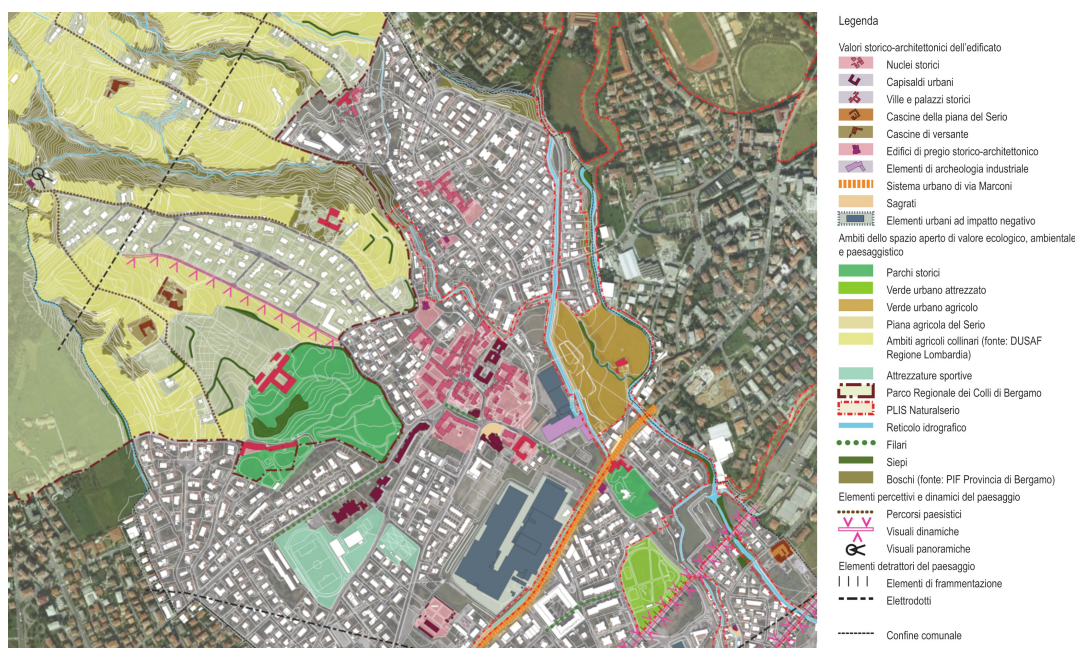 Legenda
Valori storico-architettonici dell'edificato
Nuclei storici
Capisaldi urbani
Ville e palazzi storici
Cascine della piana del Serio
Cascine di versante
Edifici di pregio storico-architettonico
Elementi di archeologia industriale
Sistema urbano di via Marconi
Sagrati
Elementi urbani ad impatto negativo
Ambiti dello spazio aperto di valore ecologico, ambientale
e paesaggistico
Parchi storici
Verde urbano attrezzato
Verde urbano agricolo
Piana agricola del Serio
Ambiti agricoli collinari (fonte: DUSAF
Regione Lombardia)
Attrezzature sportive
Parco Regionale dei Colli di Bergamo
PLIS Naturalserio
Reticolo idrografico
Filari
Siepi
Boschi (fonte: PIF Provincia di Bergamo)
Elementi percettivi e dinamici del paesaggio
Percorsi paesistici
Visuali dinamiche
Visuali panoramiche
Elementi detrattori del paesaggio
Elementi di frammentazione
Elettrodotti
Confine comunale